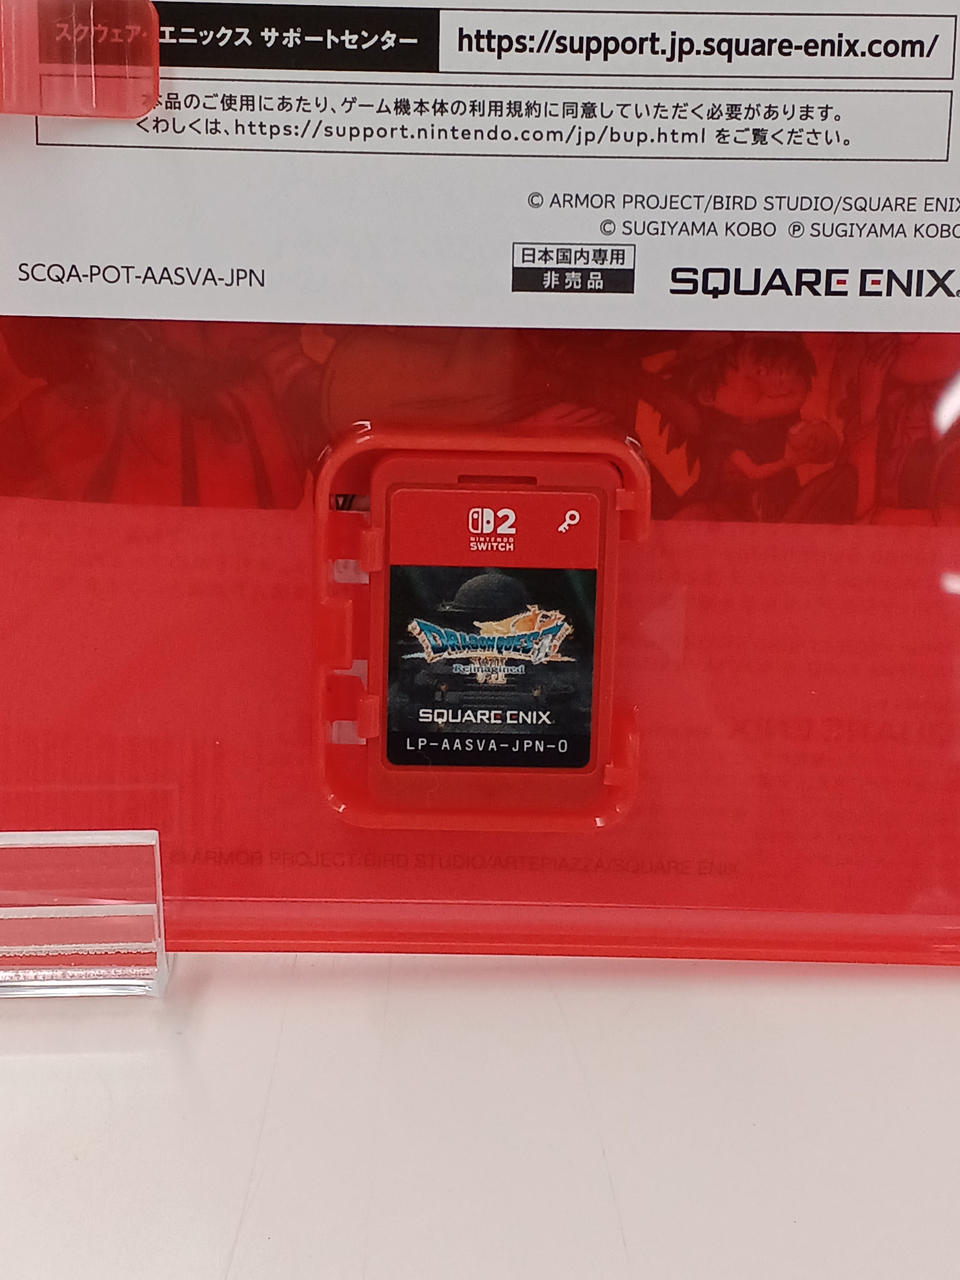 スクウェア・エニックス サポートセンター https://support.jp.square-enix.com/
本品のご使用にあたり、ゲーム機本体の利用規約に同意していただく必要があります。
くわしくは、https://support.nintendo.com/jp/bup.html をご覧ください。
© ARMOR PROJECT/BIRD STUDIO/SQUARE ENIX
© SUGIYAMA KOBO ℗ SUGIYAMA KOBO
SCQA-POT-AASVA-JPN
日本国内専用
非売品
SQUARE ENIX
2
NINTENDO
SWITCH
DRAGON QUEST
VII
Reimagined
SQUARE ENIX
LP-AASVA-JPN-0
© ARMOR PROJECT/BIRD STUDIO/ARTEPIAZZA/SQUARE ENIX